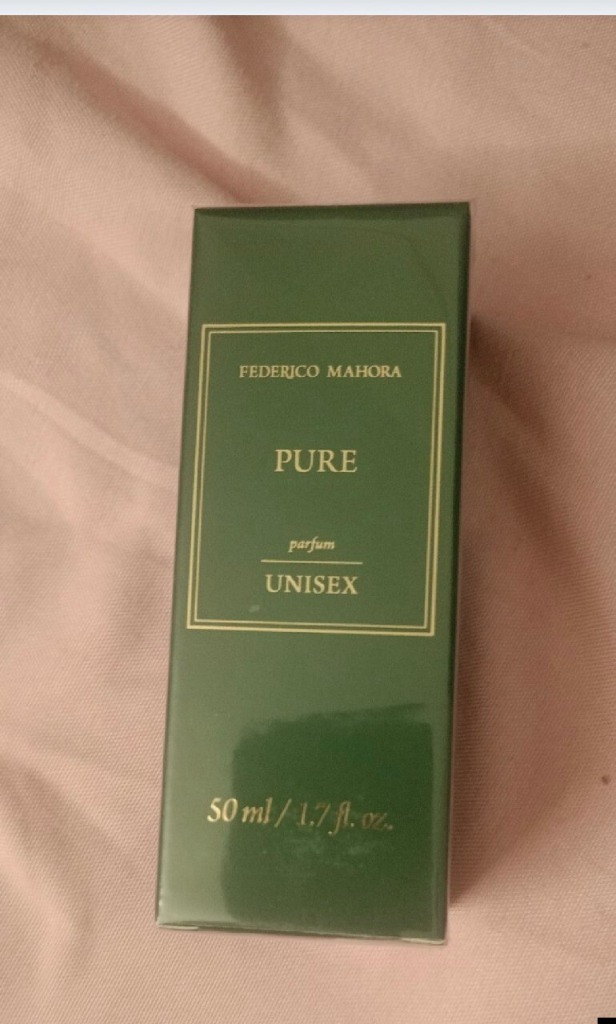 FEDERICO MAHORA
PURE
parfum
UNISEX
50 ml / 1.7 fl. oz.